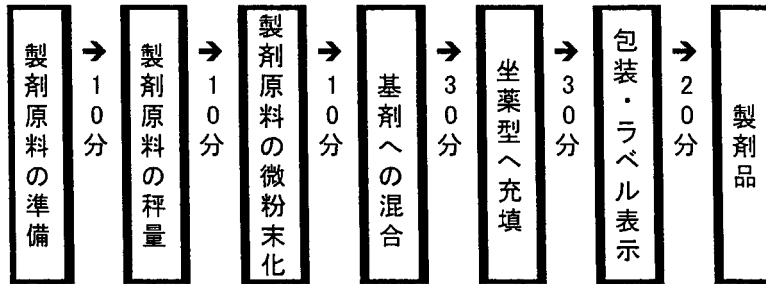 製剤原料の準備
➔10分
製剤原料の秤量
➔10分
製剤原料の微粉末化
➔10分
基剤への混合
➔30分
坐薬型へ充填
➔30分
包装・ラベル表示
➔20分
製剤品